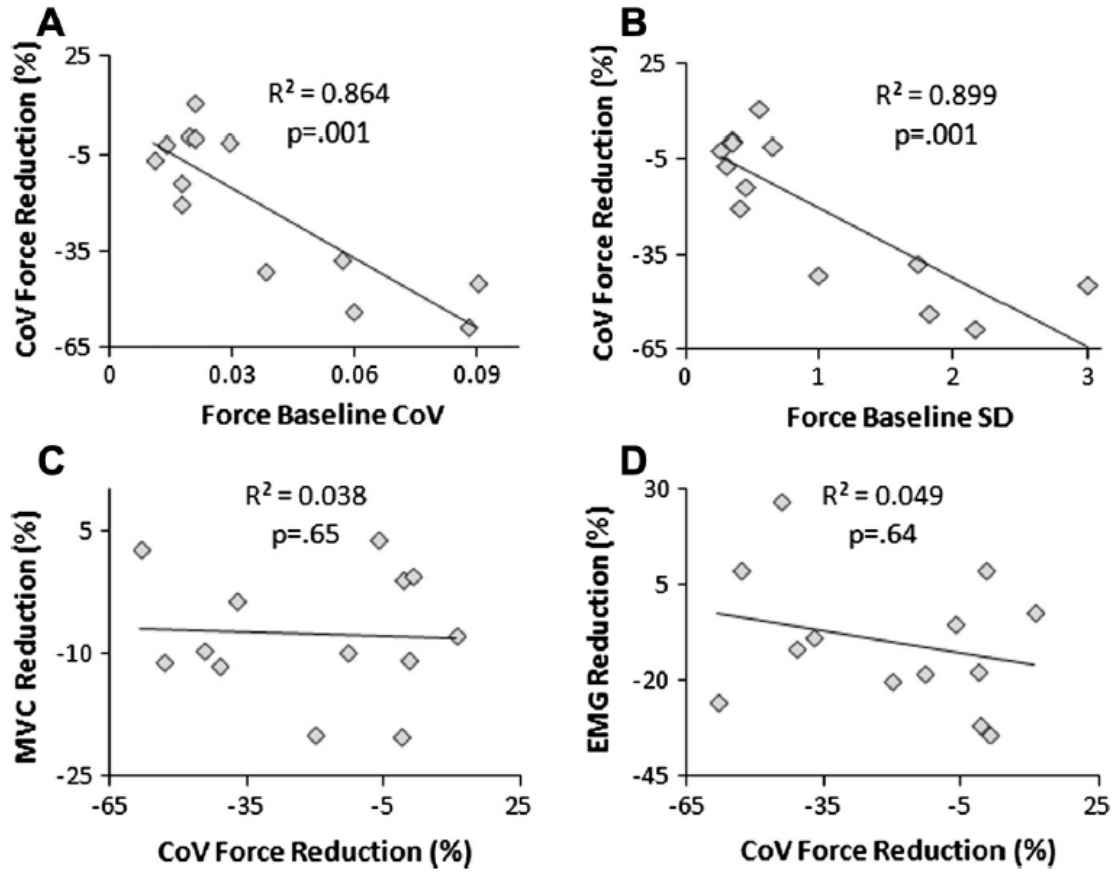 A
CoV Force Reduction (%)
25
-5
-35
-65
R² = 0.864
p=.001
0 0.03 0.06 0.09
Force Baseline CoV
B
CoV Force Reduction (%)
25
-5
-35
-65
R² = 0.899
p=.001
0 1 2 3
Force Baseline SD
C
MVC Reduction (%)
5
-10
-25
R² = 0.038
p=.65
-65 -35 -5 25
CoV Force Reduction (%)
D
EMG Reduction (%)
30
5
-20
-45
R² = 0.049
p=.64
-65 -35 -5 25
CoV Force Reduction (%)